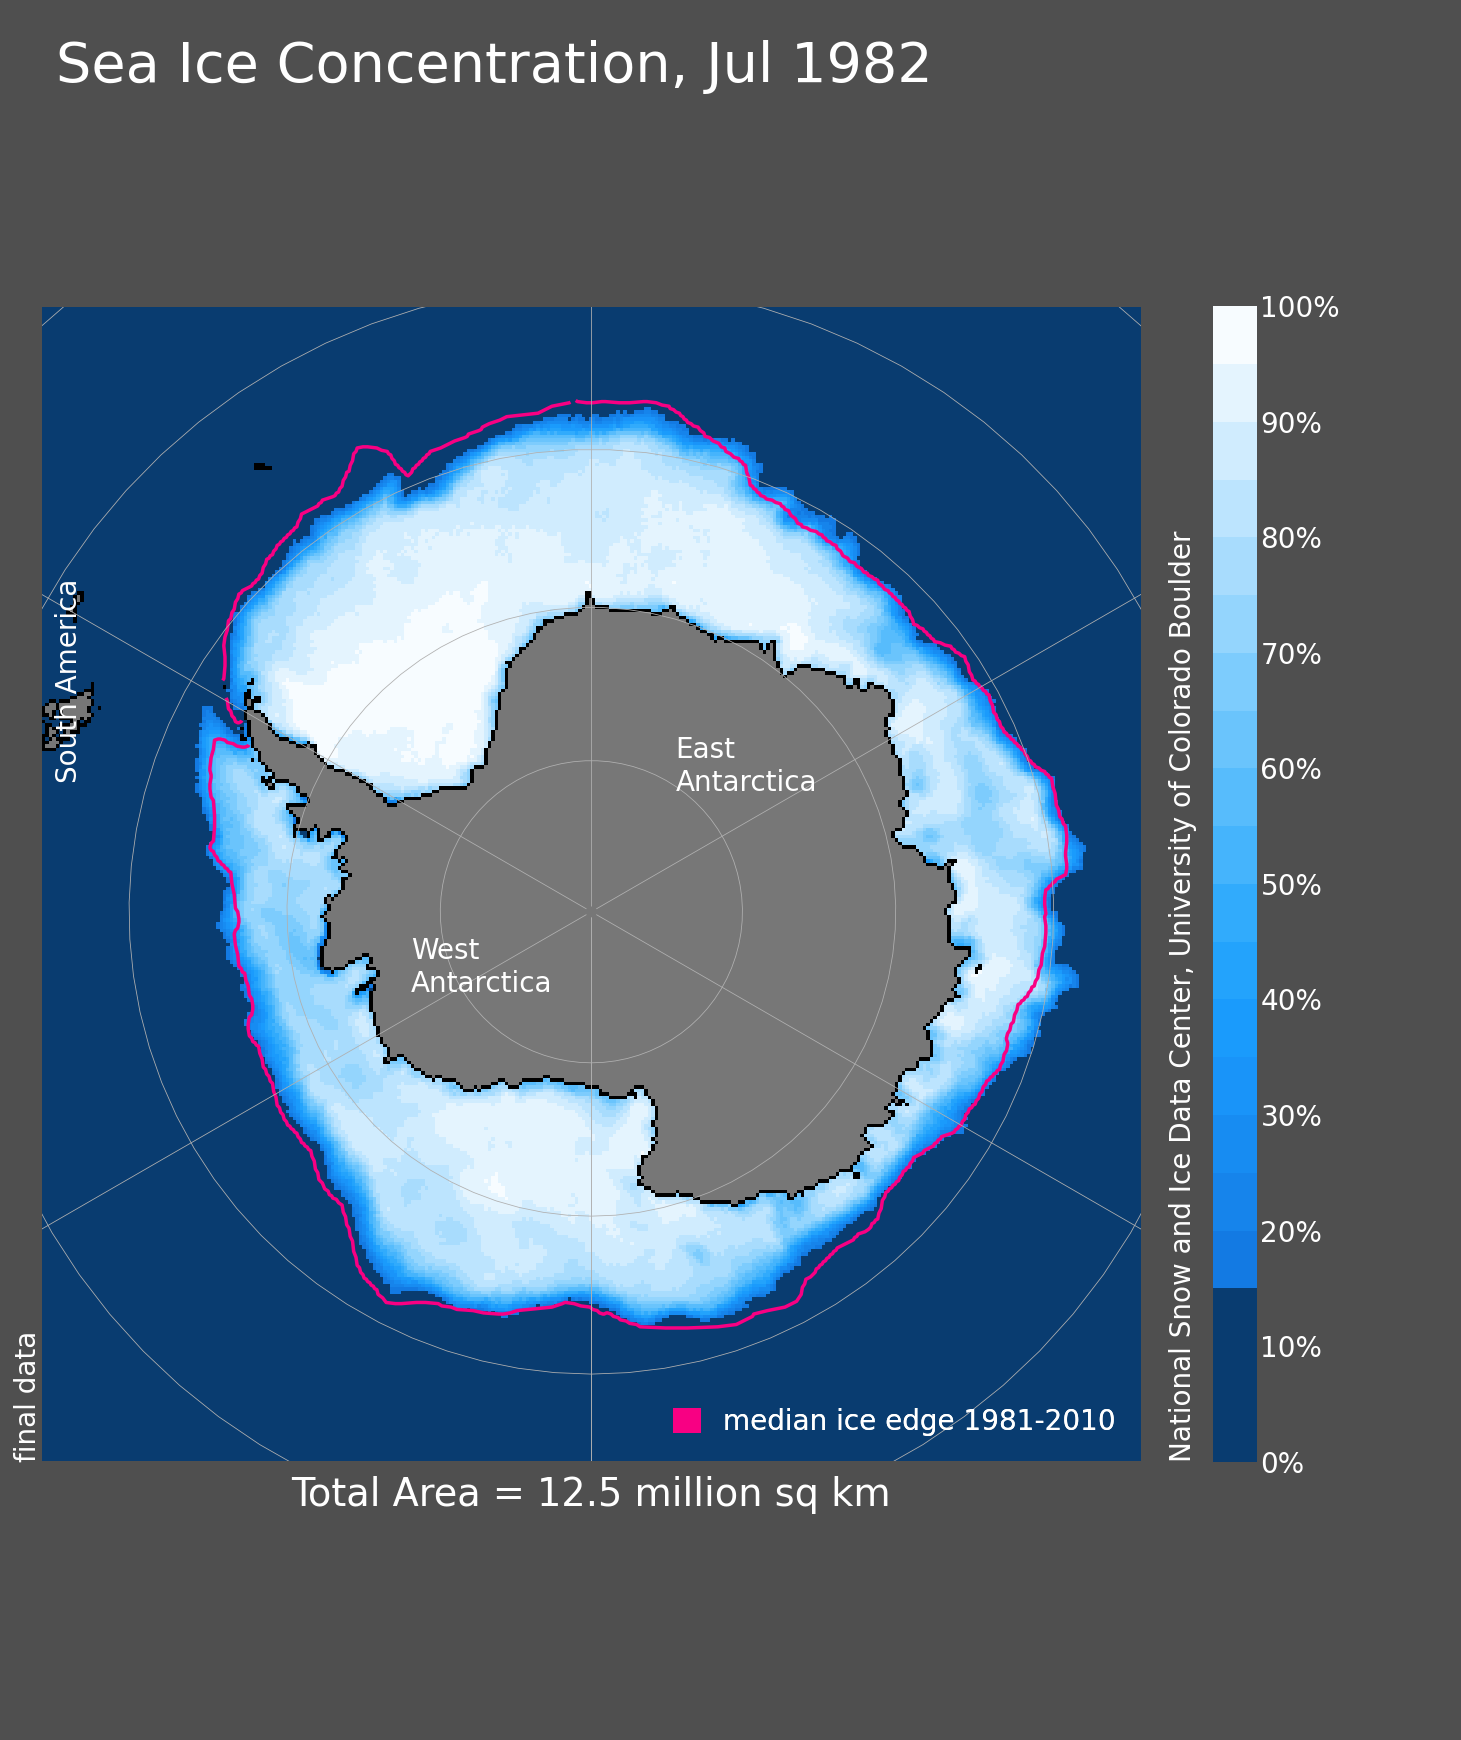 Sea Ice Concentration, Jul 1982
100%
90%
80%
70%
60%
50%
40%
30%
20%
10%
0%
National Snow and Ice Data Center, University of Colorado Boulder
South America
East
Antarctica
West
Antarctica
final data
median ice edge 1981-2010
Total Area = 12.5 million sq km